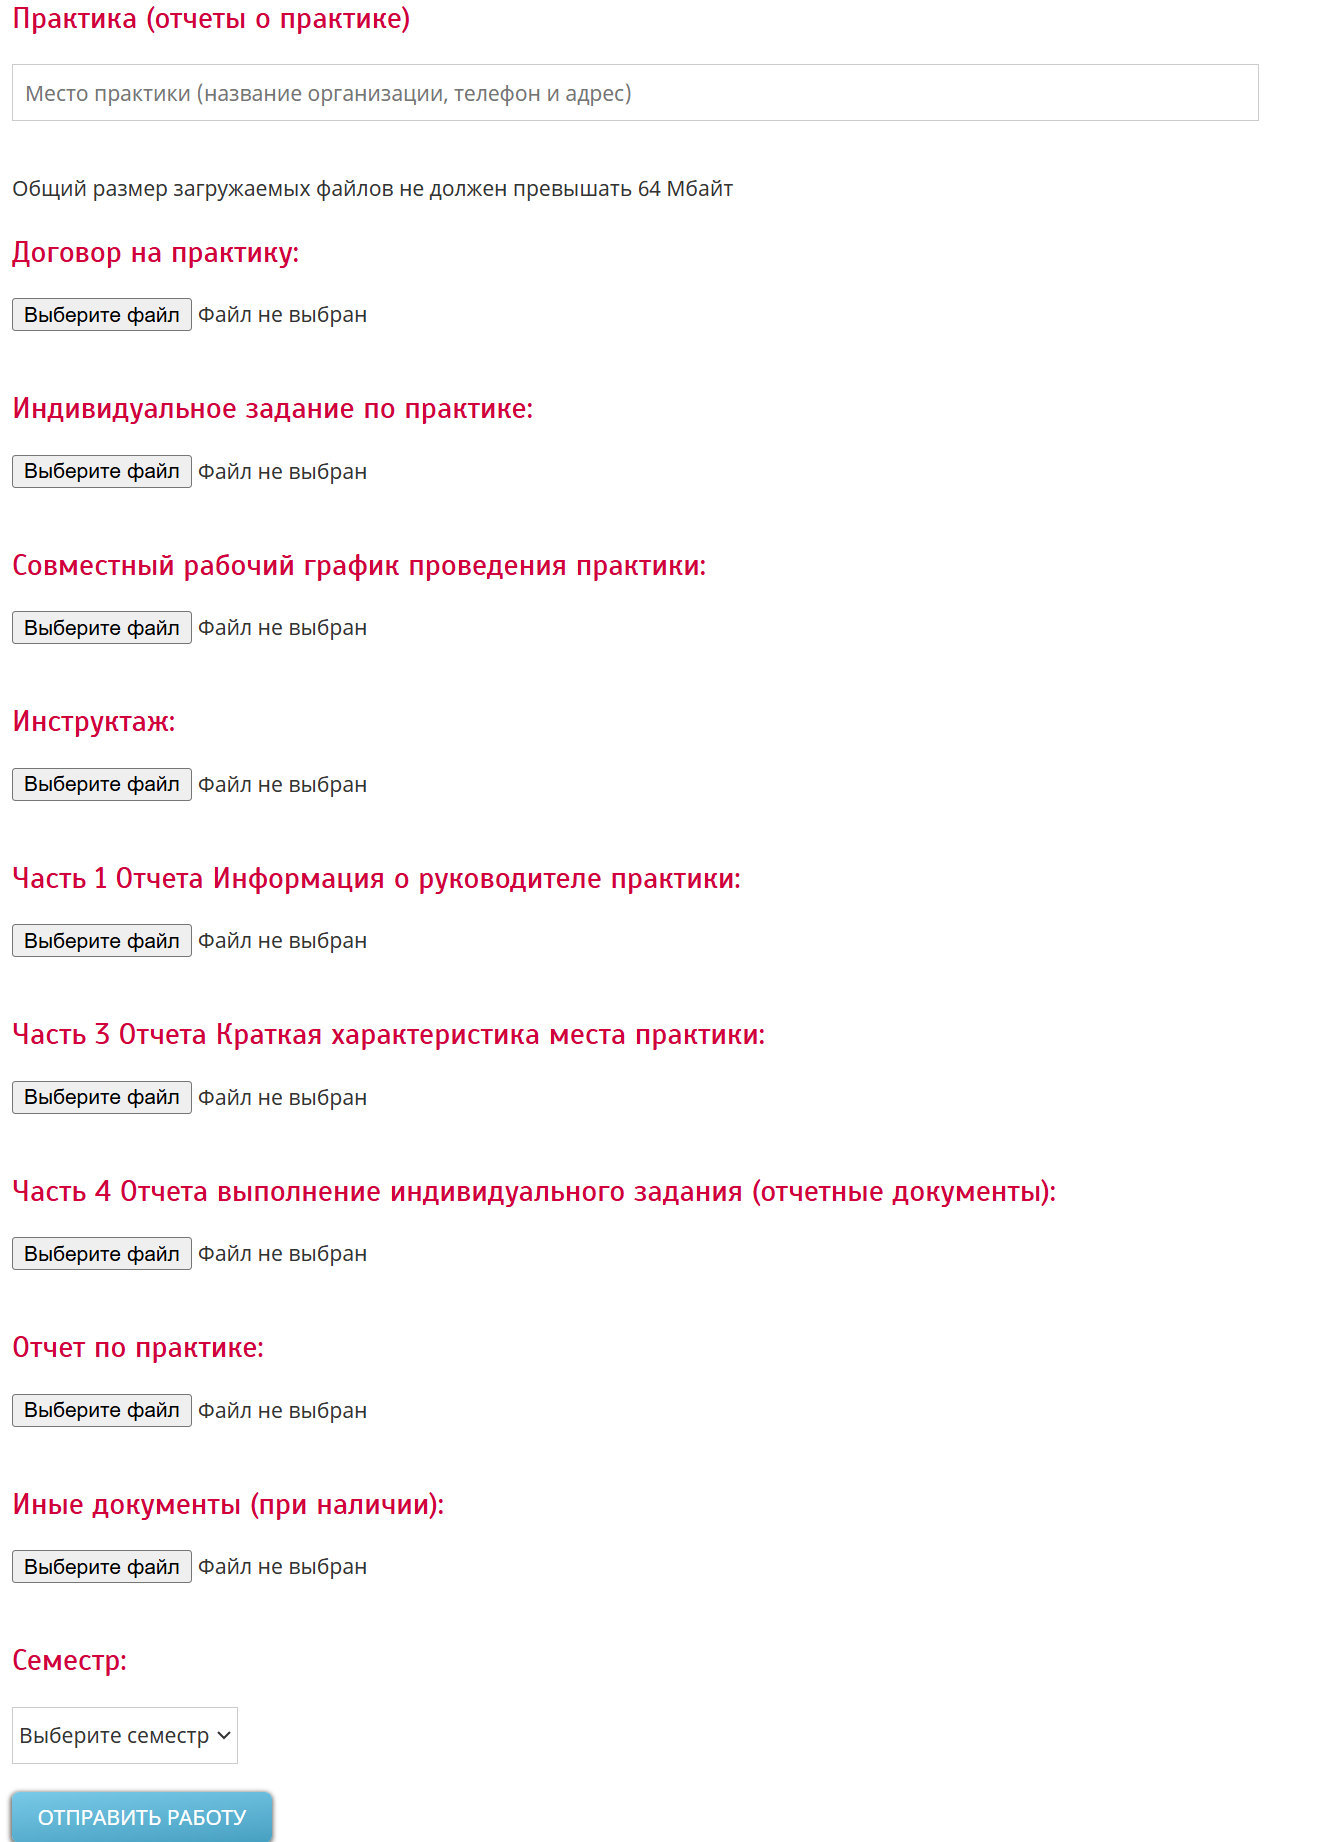 Практика (отчеты о практике)
Место практики (название организации, телефон и адрес)
Общий размер загружаемых файлов не должен превышать 64 Мбайт
Договор на практику:
Выберите файл Файл не выбран
Индивидуальное задание по практике:
Выберите файл Файл не выбран
Совместный рабочий график проведения практики:
Выберите файл Файл не выбран
Инструктаж:
Выберите файл Файл не выбран
Часть 1 Отчета Информация о руководителе практики:
Выберите файл Файл не выбран
Часть 3 Отчета Краткая характеристика места практики:
Выберите файл Файл не выбран
Часть 4 Отчета выполнение индивидуального задания (отчетные документы):
Выберите файл Файл не выбран
Отчет по практике:
Выберите файл Файл не выбран
Иные документы (при наличии):
Выберите файл Файл не выбран
Семестр:
Выберите семестр
ОТПРАВИТЬ РАБОТУ